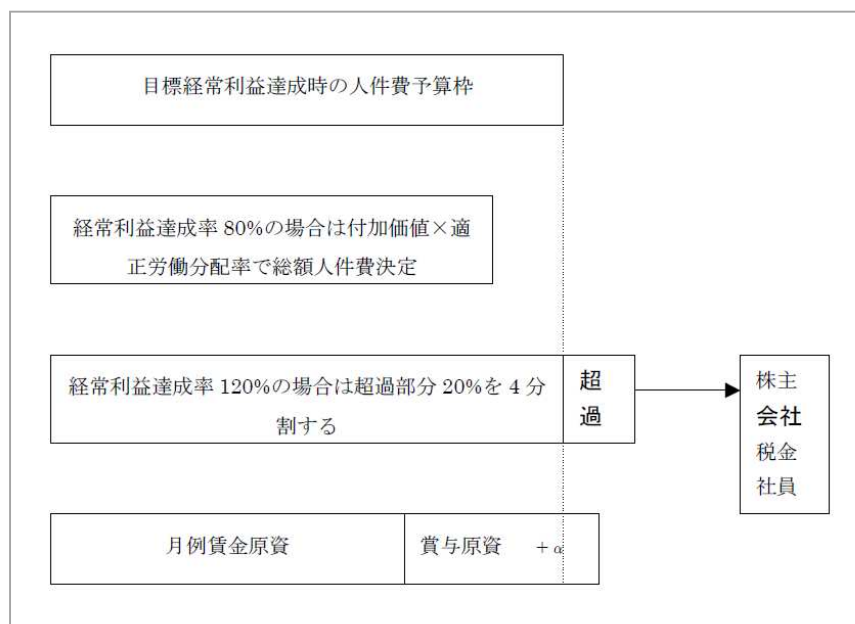 目標経常利益達成時の人件費予算枠
経常利益達成率 80%の場合は付加価値×適
正労働分配率で総額人件費決定
経常利益達成率 120%の場合は超過部分 20%を 4 分
割する
超
過
株主
会社
税金
社員
月例賃金原資
賞与原資 +α